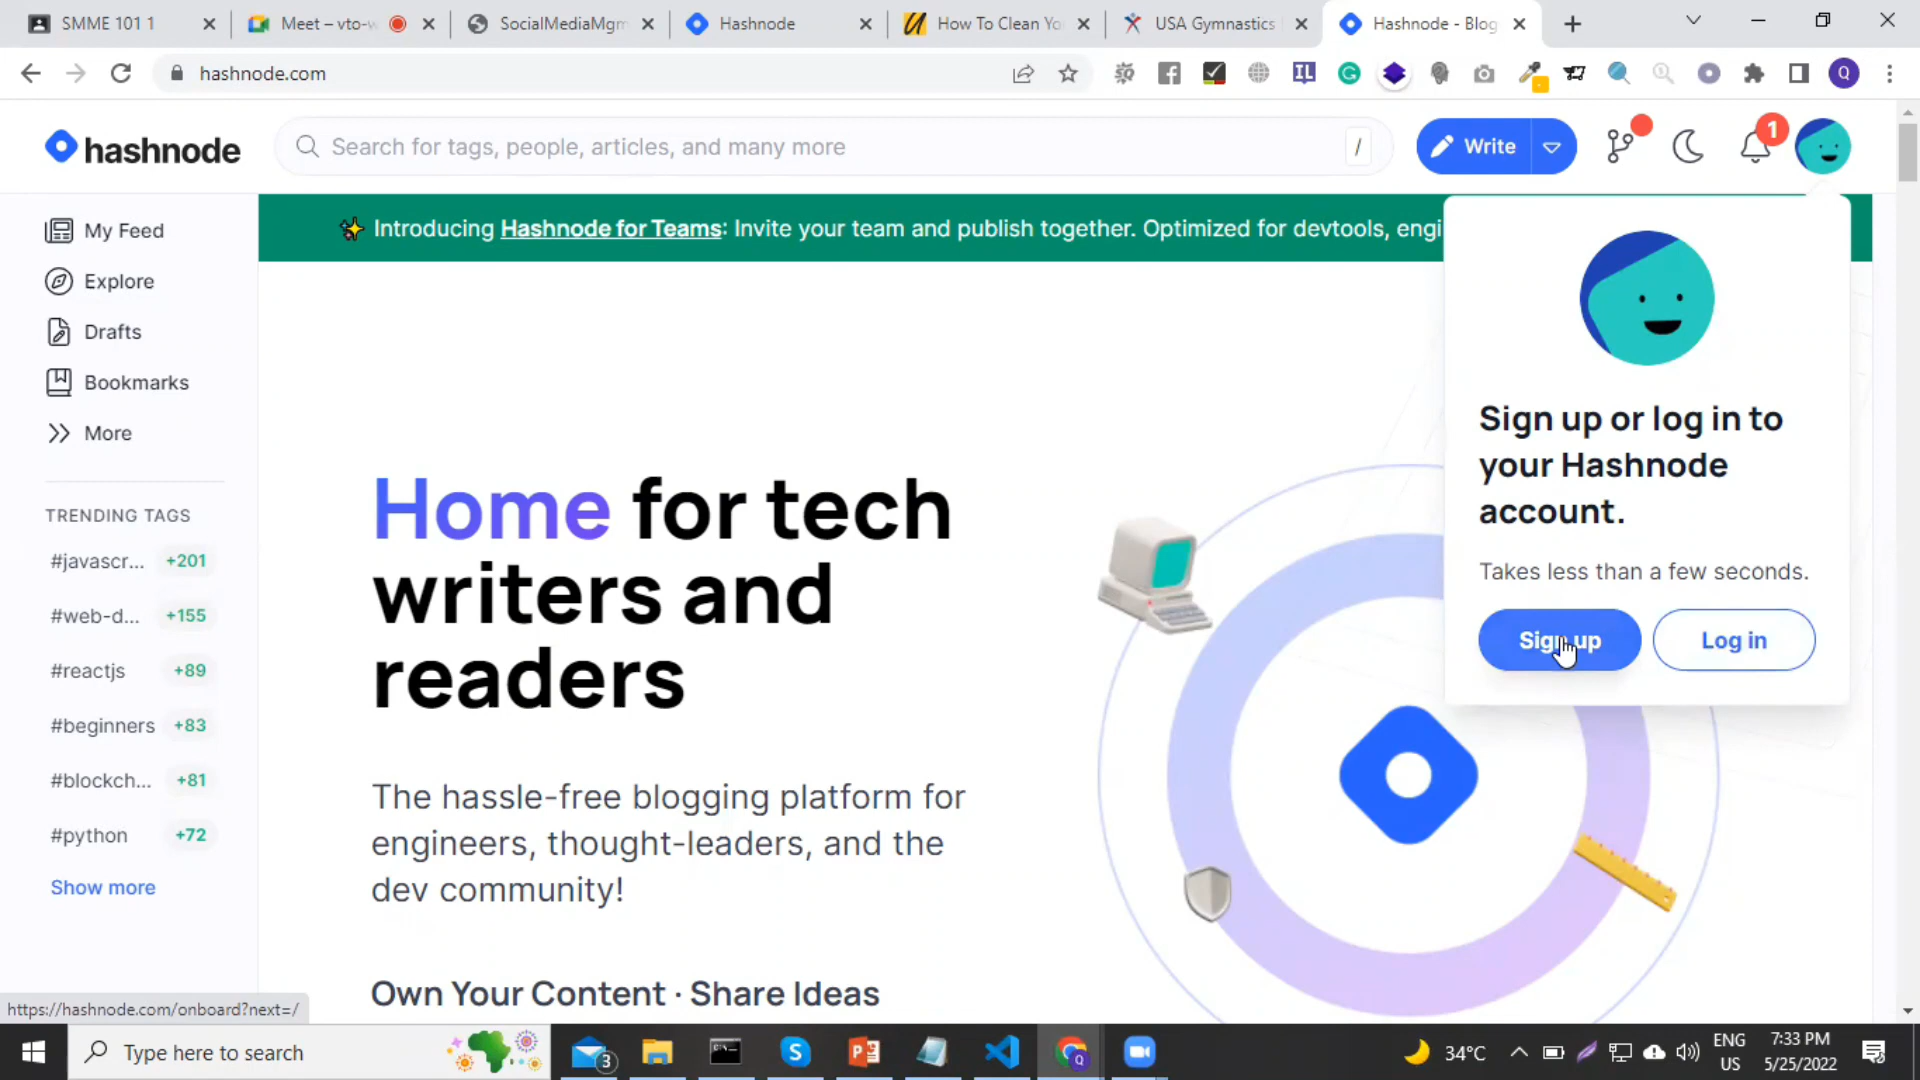 SMME 101 1
Meet – vto-w
SocialMediaMgm
Hashnode
How To Clean Yo
USA Gymnastics
Hashnode - Blog
hashnode.com
IL
Q
hashnode
Search for tags, people, articles, and many more
/
Write
1
My Feed
Explore
Drafts
Bookmarks
More
TRENDING TAGS
#javascr... +201
#web-d... +155
#reactjs +89
#beginners +83
#blockch... +81
#python +72
Show more
Introducing Hashnode for Teams: Invite your team and publish together. Optimized for devtools, engi
Home for tech
writers and
readers
The hassle-free blogging platform for
engineers, thought-leaders, and the
dev community!
Own Your Content · Share Ideas
Sign up or log in to
your Hashnode
account.
Takes less than a few seconds.
Sign up
Log in
https://hashnode.com/onboard?next=/
Type here to search
3
34°C
ENG
US
7:33 PM
5/25/2022